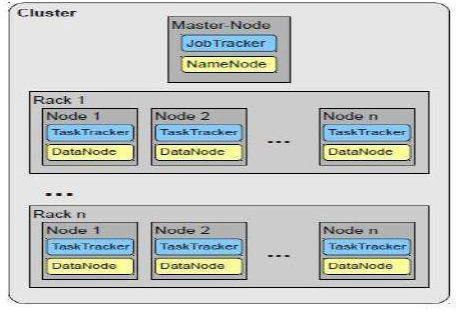 Cluster
Master-Node
JobTracker
NameNode
Rack 1
Node 1 Node 2 Node n
TaskTracker TaskTracker ... TaskTracker
DataNode DataNode DataNode
...
Rack n
Node 1 Node 2 Node n
TaskTracker TaskTracker ... TaskTracker
DataNode DataNode DataNode